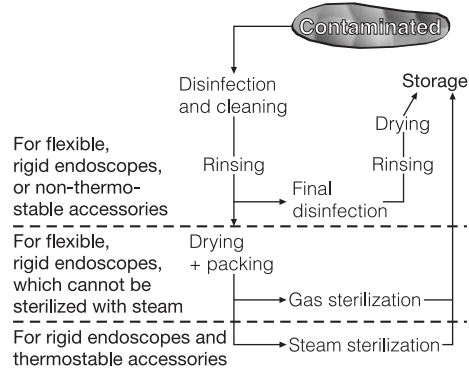 Contaminated
Disinfection
and cleaning
Storage
Drying
For flexible,
rigid endoscopes,
or non-thermo-
stable accessories
Rinsing
Rinsing
Final
disinfection
For flexible,
rigid endoscopes,
which cannot be
sterilized with steam
Drying
+ packing
Gas sterilization
For rigid endoscopes and
thermostable accessories
Steam sterilization